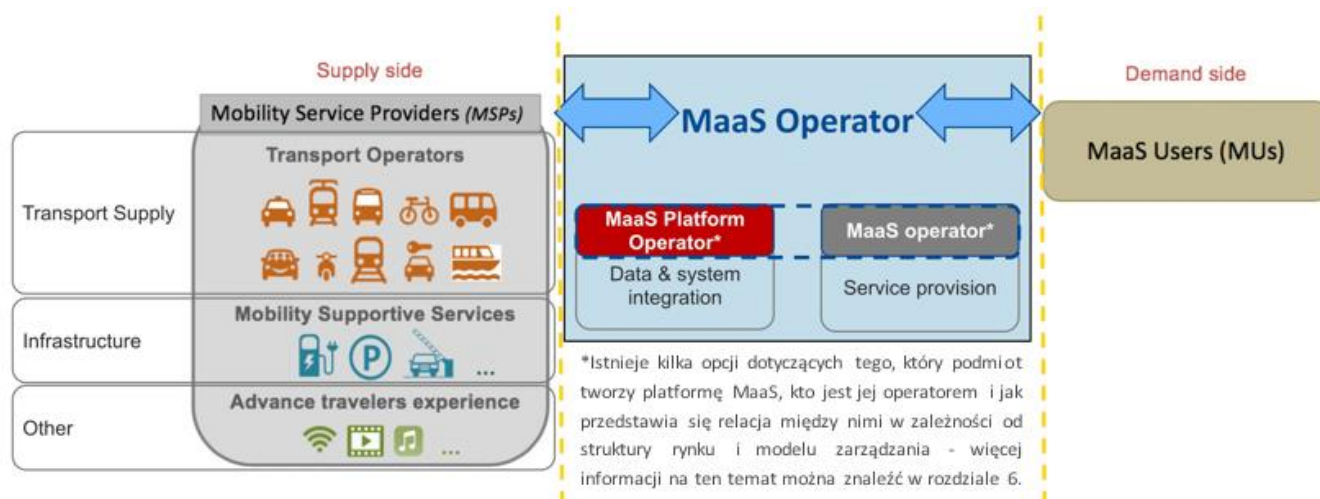 Supply side
Demand side
Mobility Service Providers (MSPs)
MaaS Operator
MaaS Users (MUs)
Transport Supply
Transport Operators
MaaS Platform
Operator*
Data & system
integration
MaaS operator*
Service provision
Infrastructure
Mobility Supportive Services
P
...
Other
Advance travelers experience
...
*Istnieje kilka opcji dotyczących tego, który podmiot
tworzy platformę MaaS, kto jest jej operatorem i jak
przedstawia się relacja między nimi w zależności od
struktury rynku i modelu zarządzania - więcej
informacji na ten temat można znaleźć w rozdziale 6.